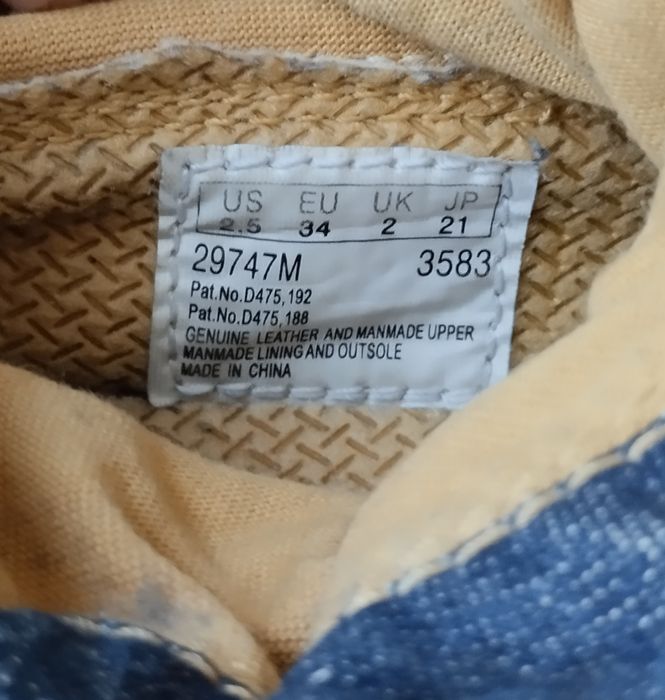 US EU UK JP
2.5 34 2 21
29747M 3583
Pat.No.D475,192
Pat.No.D475,188
GENUINE LEATHER AND MANMADE UPPER
MANMADE LINING AND OUTSOLE
MADE IN CHINA